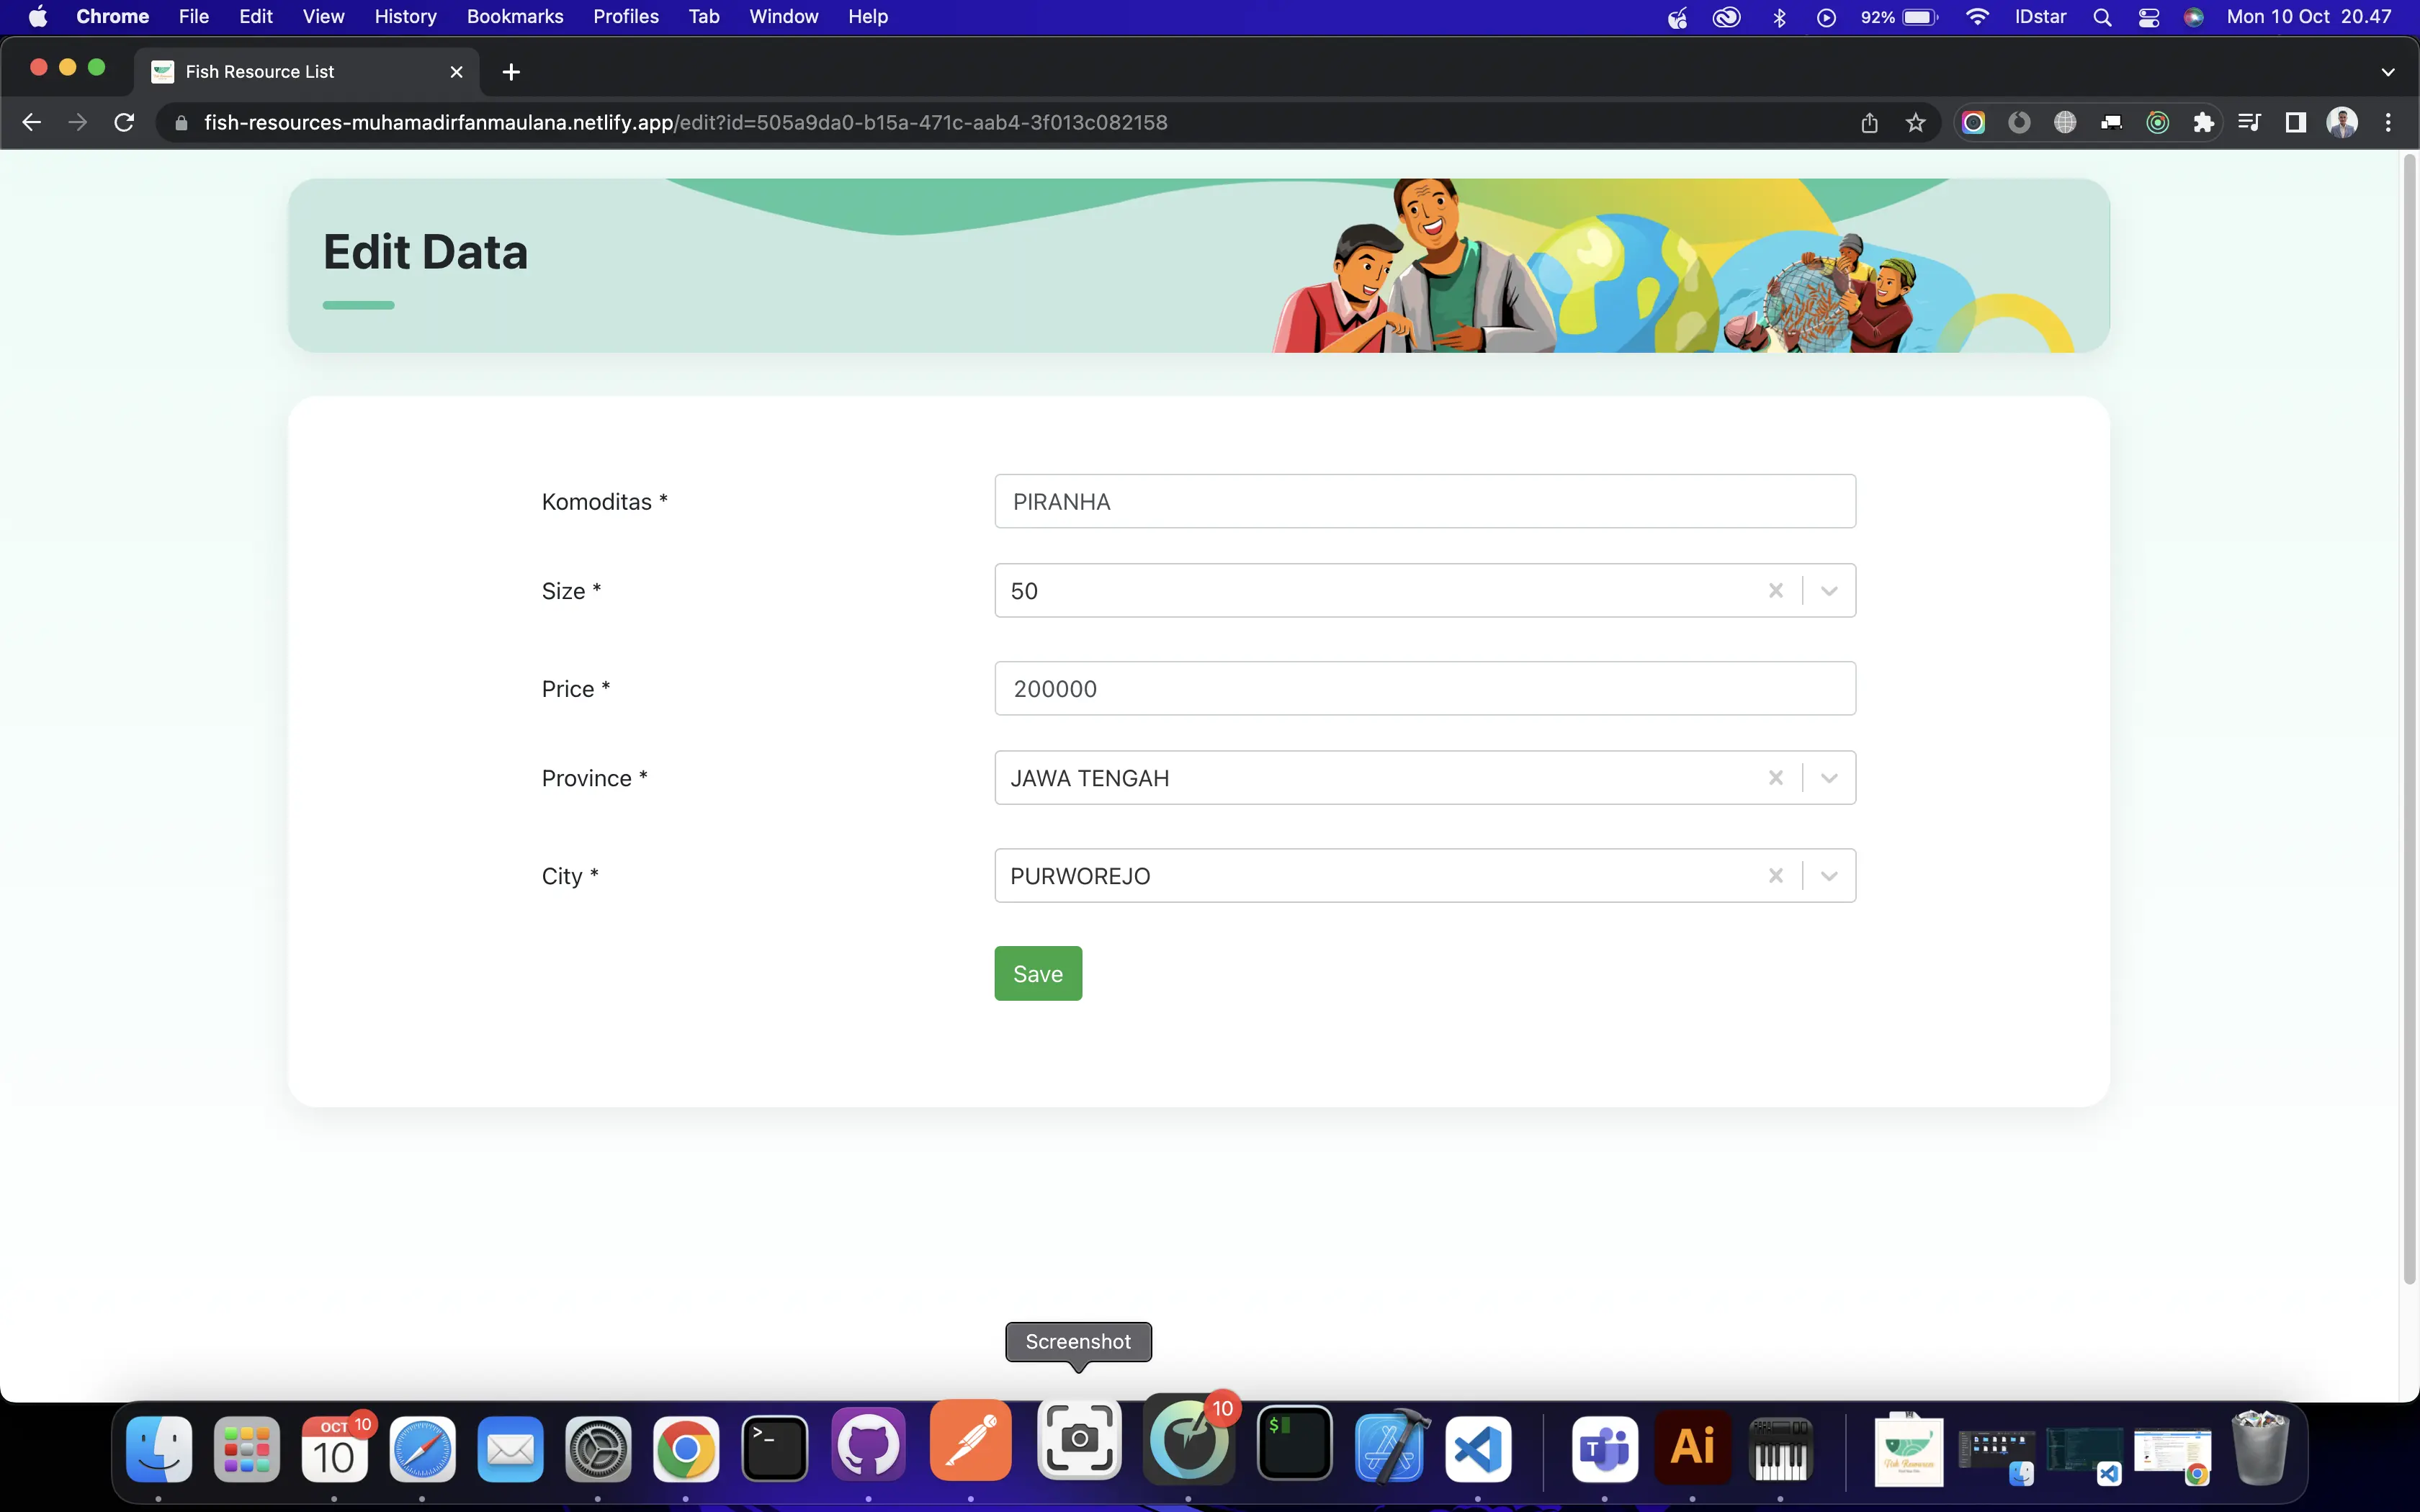 Chrome File Edit View History Bookmarks Profiles Tab Window Help 92% IDstar Mon 10 Oct 20.47
Fish Resource List
fish-resources-muhamadirfanmaulana.netlify.app/edit?id=505a9da0-b15a-471c-aab4-3f013c082158
Edit Data
Komoditas * PIRANHA
Size * 50
Price * 200000
Province * JAWA TENGAH
City * PURWOREJO
Save
Screenshot
OCT 10
10
>_
10
$
T
Ai